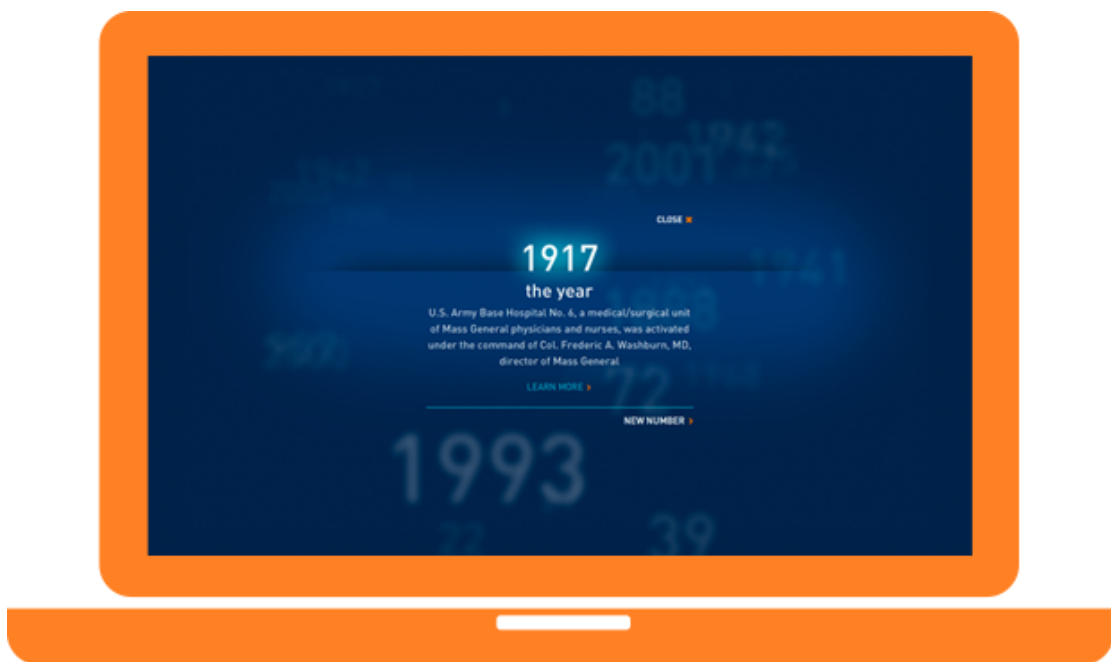 88
1942
2001
CLOSE ×
1917
1941
the year
U.S. Army Base Hospital No. 6, a medical/surgical unit
of Mass General physicians and nurses, was activated
under the command of Col. Frederic A. Washburn, MD,
director of Mass General
72
LEARN MORE ›
NEW NUMBER ›
1993
22
39